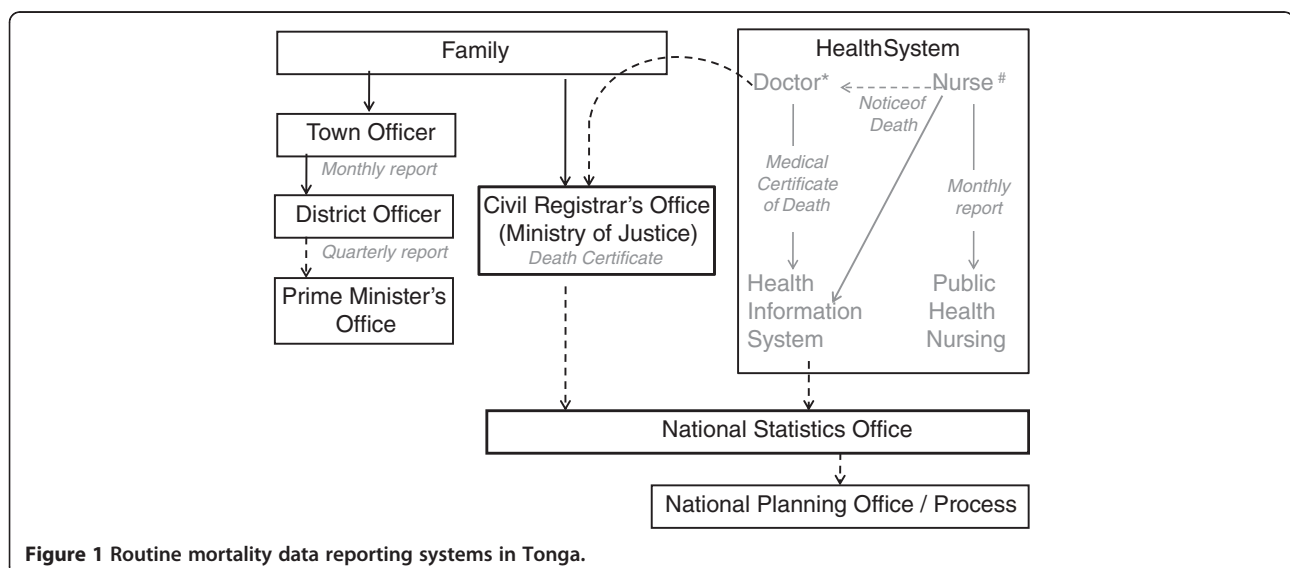 Family
Town Officer
Monthly report
District Officer
Quarterly report
Prime Minister's
Office
Civil Registrar's Office
(Ministry of Justice)
Death Certificate
HealthSystem
Doctor*
Nurse #
Noticeof
Death
Medical
Certificate
of Death
Monthly
report
Health
Information
System
Public
Health
Nursing
National Statistics Office
National Planning Office / Process
Figure 1 Routine mortality data reporting systems in Tonga.